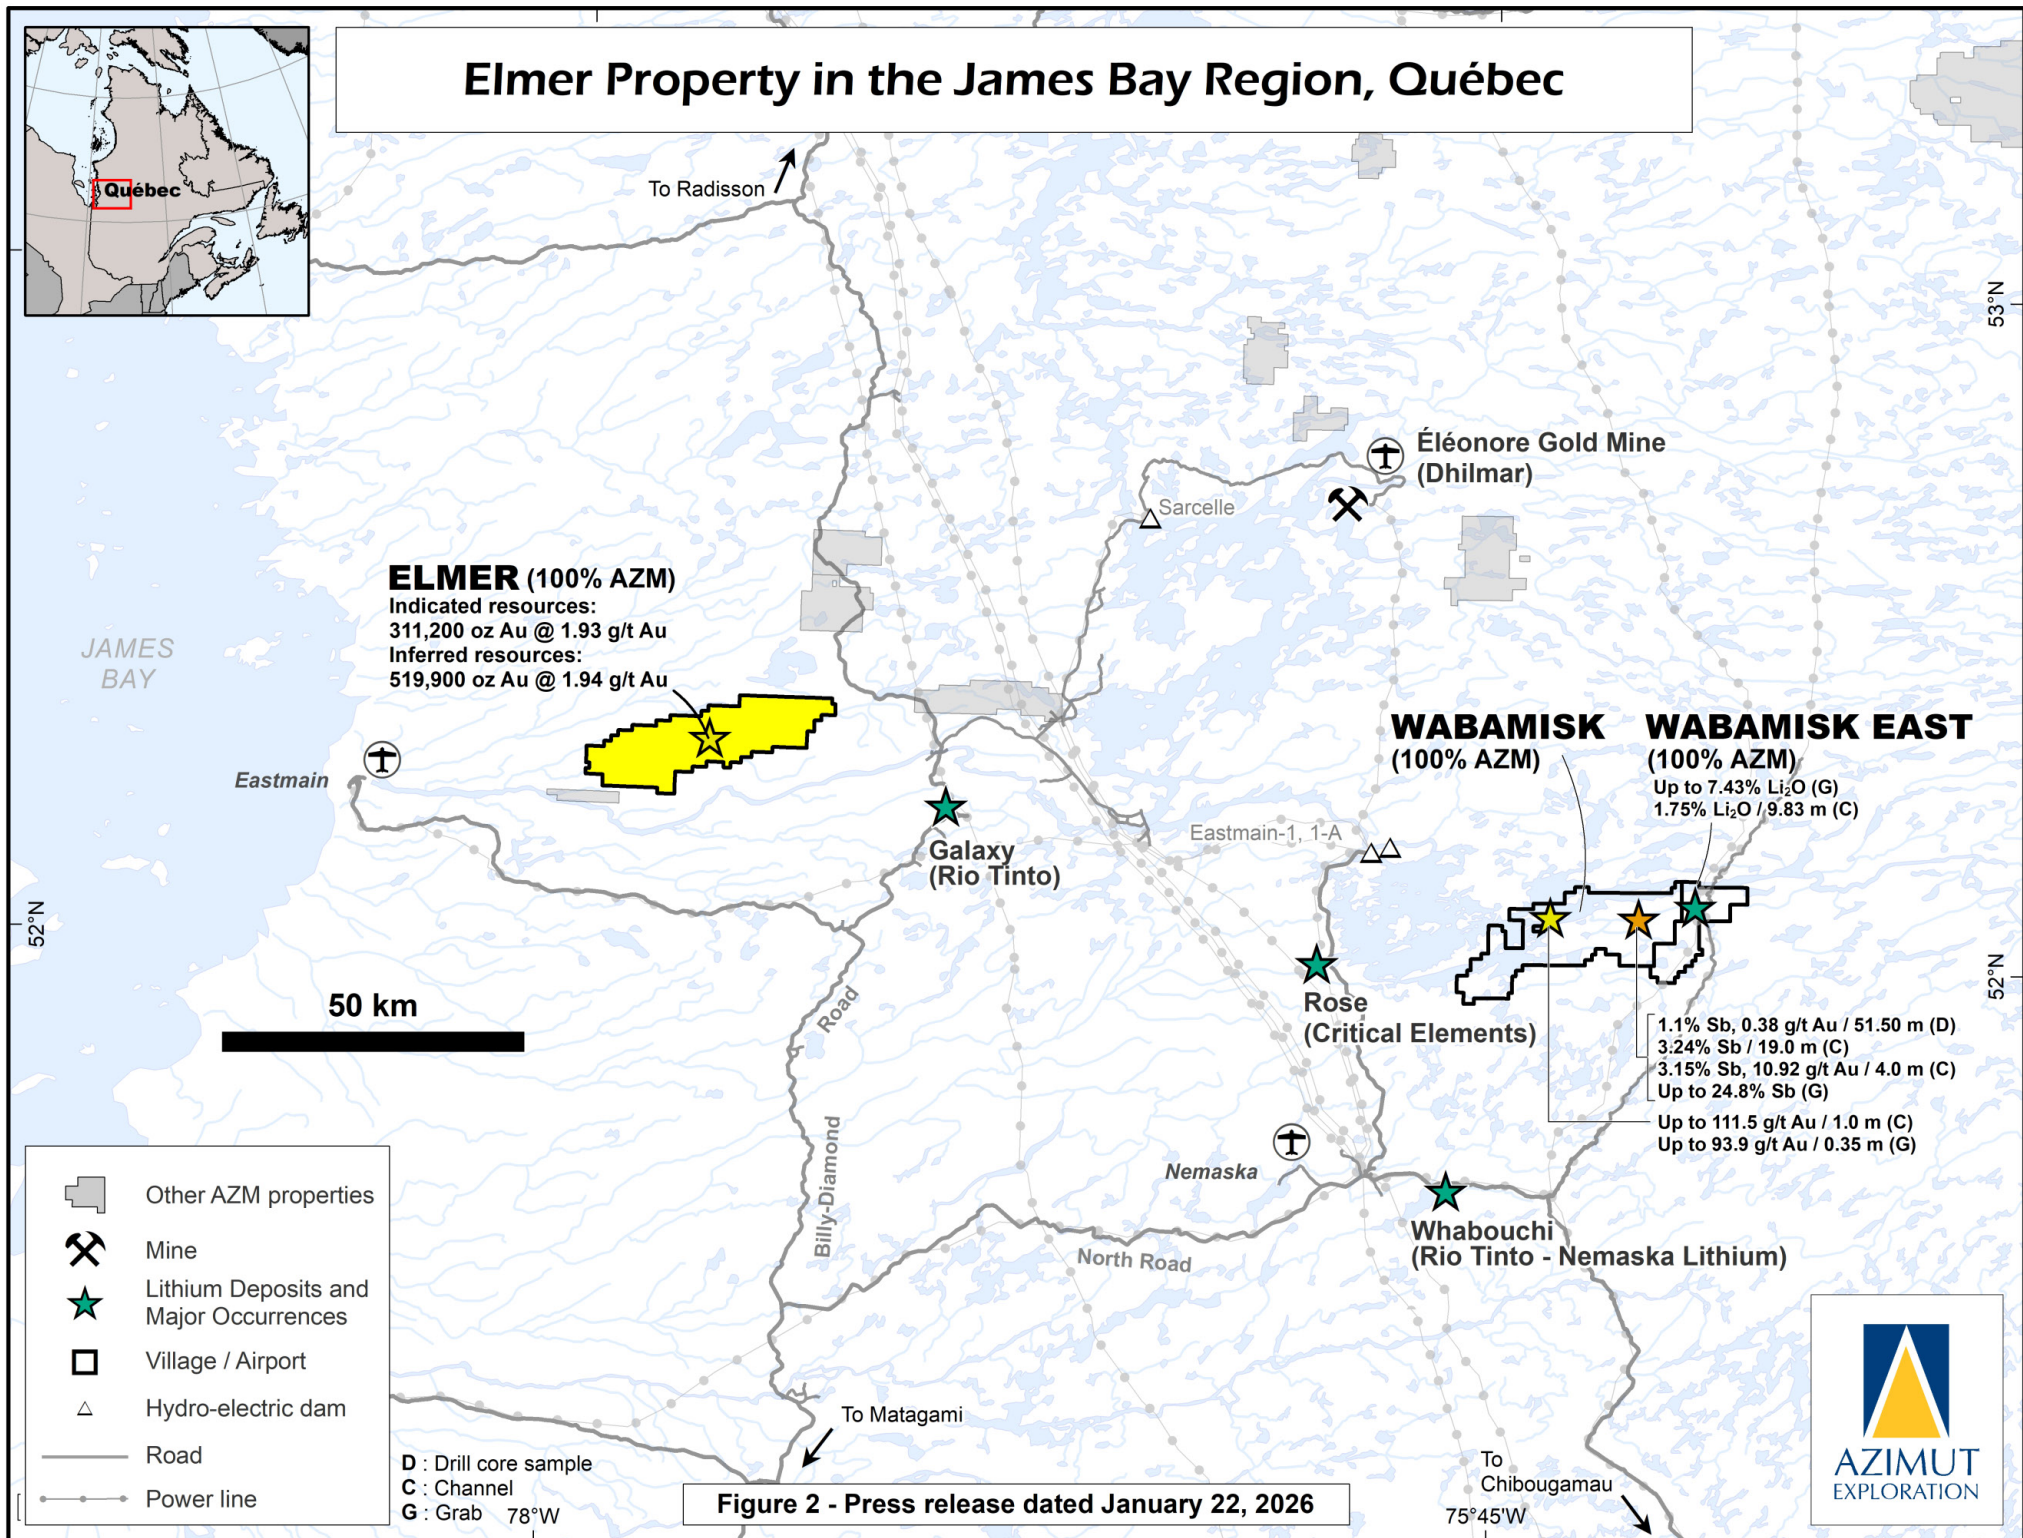 Elmer Property in the James Bay Region, Québec
Québec
To Radisson
53°N
Éléonore Gold Mine
(Dhilmar)
Sarcelle
ELMER (100% AZM)
Indicated resources:
311,200 oz Au @ 1.93 g/t Au
Inferred resources:
519,900 oz Au @ 1.94 g/t Au
JAMES
BAY
Eastmain
WABAMISK
(100% AZM)
WABAMISK EAST
(100% AZM)
Up to 7.43% Li₂O (G)
1.75% Li₂O / 9.83 m (C)
Eastmain-1, 1-A
Galaxy
(Rio Tinto)
52°N
52°N
Rose
(Critical Elements)
50 km
Road
Billy-Diamond
1.1% Sb, 0.38 g/t Au / 51.50 m (D)
3.24% Sb / 19.0 m (C)
3.15% Sb, 10.92 g/t Au / 4.0 m (C)
Up to 24.8% Sb (G)
Up to 111.5 g/t Au / 1.0 m (C)
Up to 93.9 g/t Au / 0.35 m (G)
Nemaska
Whabouchi
(Rio Tinto - Nemaska Lithium)
North Road
Other AZM properties
Mine
Lithium Deposits and
Major Occurrences
Village / Airport
Hydro-electric dam
Road
Power line
D : Drill core sample
C : Channel
G : Grab
78°W
To Matagami
Figure 2 - Press release dated January 22, 2026
75°45'W
To
Chibougamau
AZIMUT
EXPLORATION